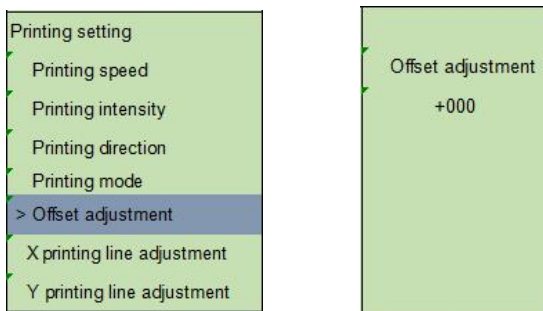 Printing setting
Printing speed
Printing intensity
Printing direction
Printing mode
> Offset adjustment
X printing line adjustment
Y printing line adjustment
Offset adjustment
+000